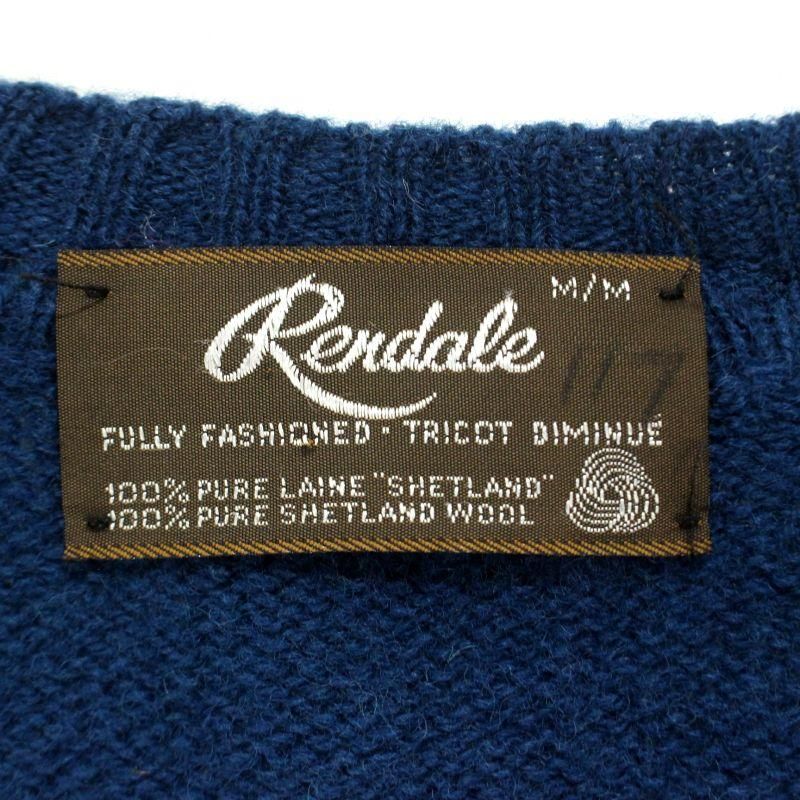 M/M
Rendale
117
FULLY FASHIONED · TRICOT DIMINUÉ
100% PURE LAINE "SHETLAND"
100% PURE SHETLAND WOOL